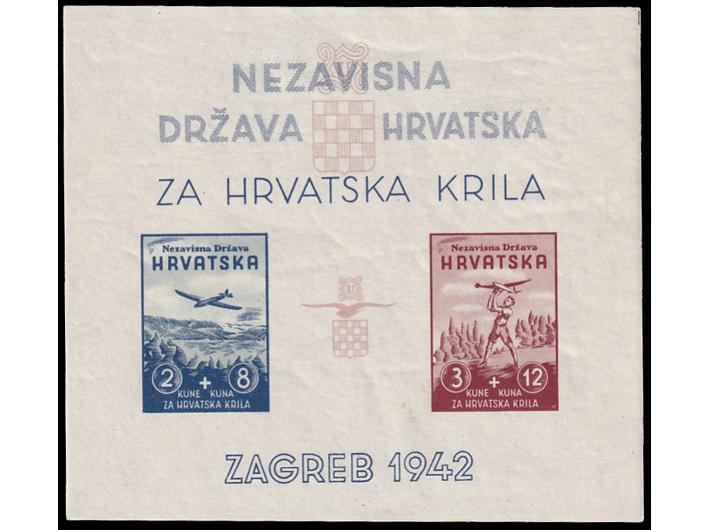 NEZAVISNA
DRŽAVA HRVATSKA
ZA HRVATSKA KRILA
Nezavisna Država
HRVATSKA
2 + 8
KUNE KUNA
ZA HRVATSKA KRILA
Nezavisna Država
HRVATSKA
3 + 12
KUNE KUNA
ZA HRVATSKA KRILA
U
ZAGREB 1942